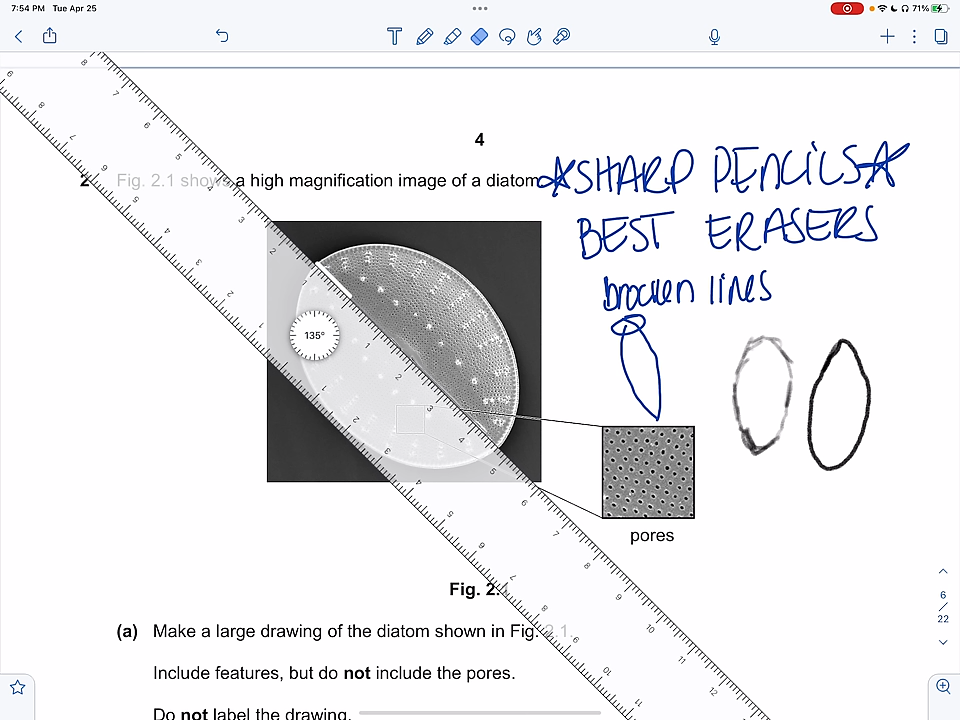 7:54 PM Tue Apr 25
71%
4
2 Fig. 2.1 shows a high magnification image of a diatom
SHARP PENCILS
BEST ERASERS
brocken lines
135°
pores
Fig. 2.
(a) Make a large drawing of the diatom shown in Fig. 2.1.
Include features, but do not include the pores.
Do not label the drawing.
6
/
22